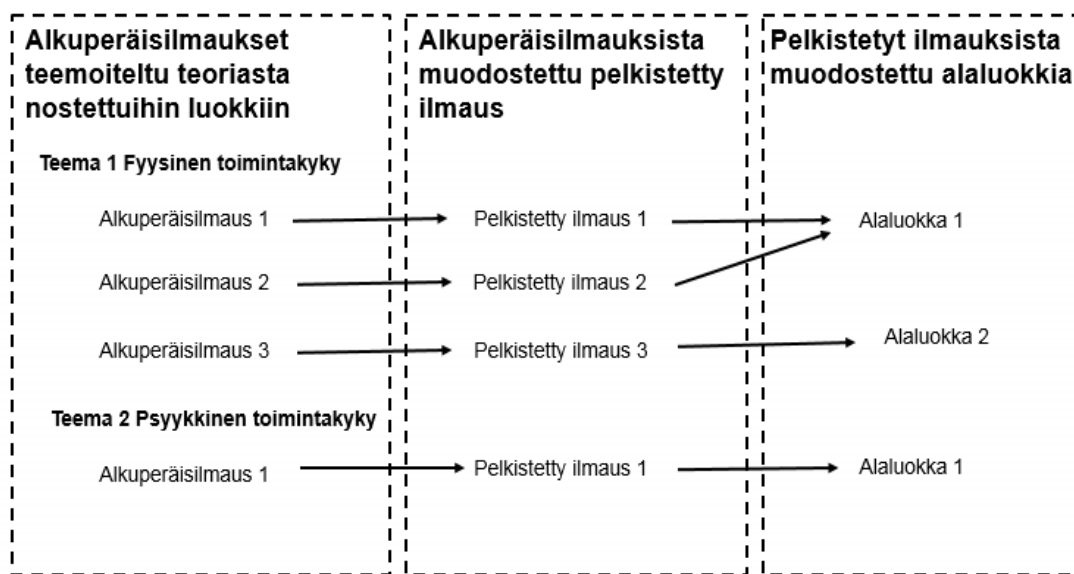 Alkuperäisilmaukset
teemoiteltu teoriasta
nostettuihin luokkiin
Alkuperäisilmauksista
muodostettu pelkistetty
ilmaus
Pelkistetyt ilmauksista
muodostettu alaluokkia
Teema 1 Fyysinen toimintakyky
Alkuperäisilmaus 1
Pelkistetty ilmaus 1
Alaluokka 1
Alkuperäisilmaus 2
Pelkistetty ilmaus 2
Alkuperäisilmaus 3
Pelkistetty ilmaus 3
Alaluokka 2
Teema 2 Psyykkinen toimintakyky
Alkuperäisilmaus 1
Pelkistetty ilmaus 1
Alaluokka 1